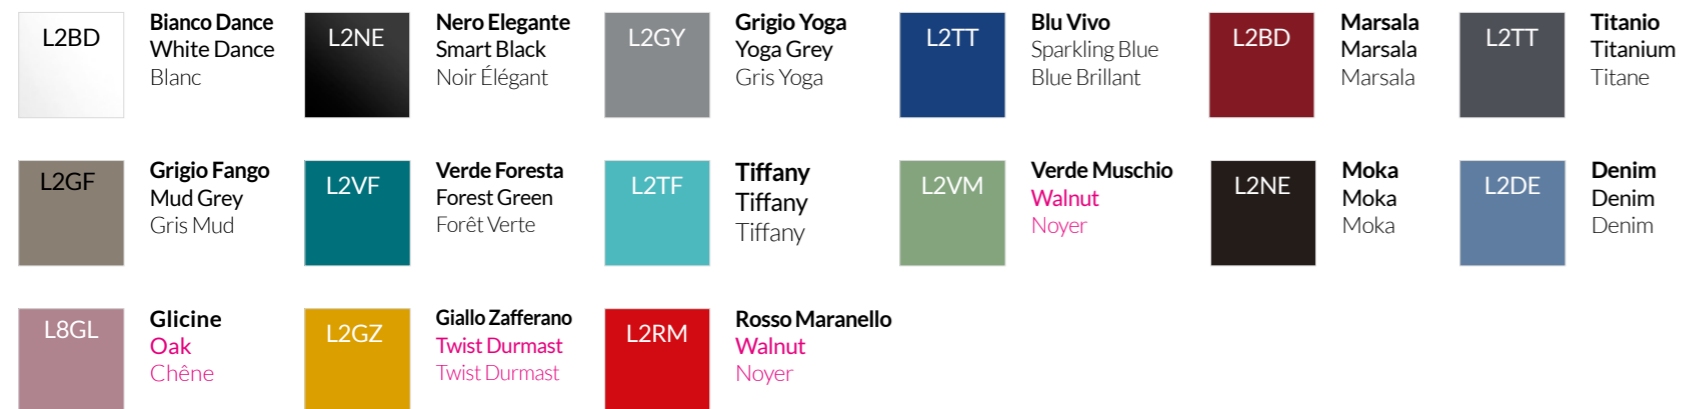 L2BD
Bianco Dance
White Dance
Blanc
L2NE
Nero Elegante
Smart Black
Noir Élégant
L2GY
Grigio Yoga
Yoga Grey
Gris Yoga
L2TT
Blu Vivo
Sparkling Blue
Blue Brillant
L2BD
Marsala
Marsala
Marsala
L2TT
Titanio
Titanium
Titane
L2GF
Grigio Fango
Mud Grey
Gris Mud
L2VF
Verde Foresta
Forest Green
Forêt Verte
L2TF
Tiffany
Tiffany
Tiffany
L2VM
Verde Muschio
Walnut
Noyer
L2NE
Moka
Moka
Moka
L2DE
Denim
Denim
Denim
L8GL
Glicine
Oak
Chêne
L2GZ
Giallo Zafferano
Twist Durmast
Twist Durmast
L2RM
Rosso Maranello
Walnut
Noyer